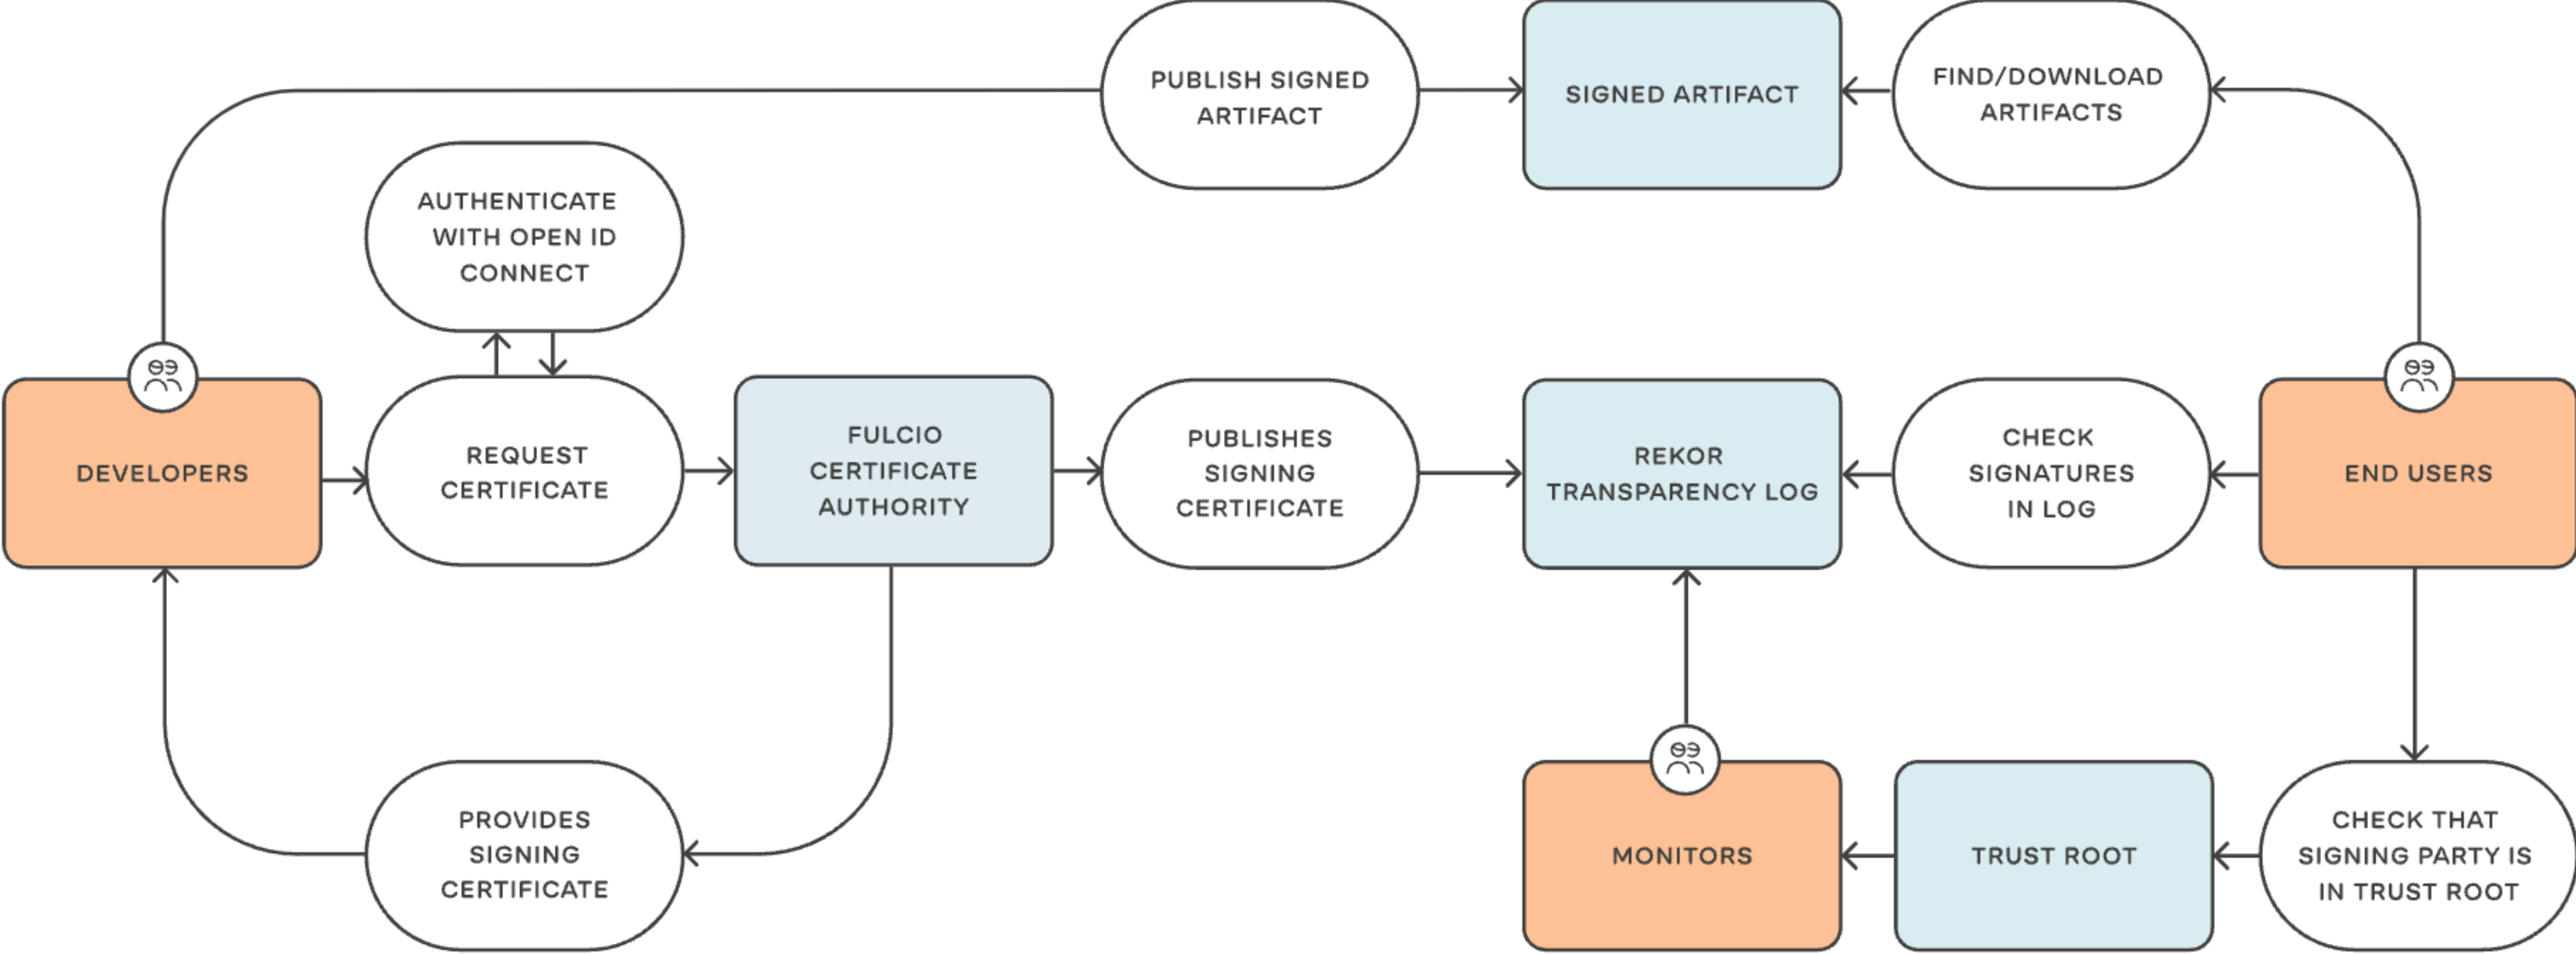 PUBLISH SIGNED
ARTIFACT
SIGNED ARTIFACT
FIND/DOWNLOAD
ARTIFACTS
AUTHENTICATE
WITH OPEN ID
CONNECT
DEVELOPERS
REQUEST
CERTIFICATE
FULCIO
CERTIFICATE
AUTHORITY
PUBLISHES
SIGNING
CERTIFICATE
REKOR
TRANSPARENCY LOG
CHECK
SIGNATURES
IN LOG
END USERS
PROVIDES
SIGNING
CERTIFICATE
MONITORS
TRUST ROOT
CHECK THAT
SIGNING PARTY IS
IN TRUST ROOT